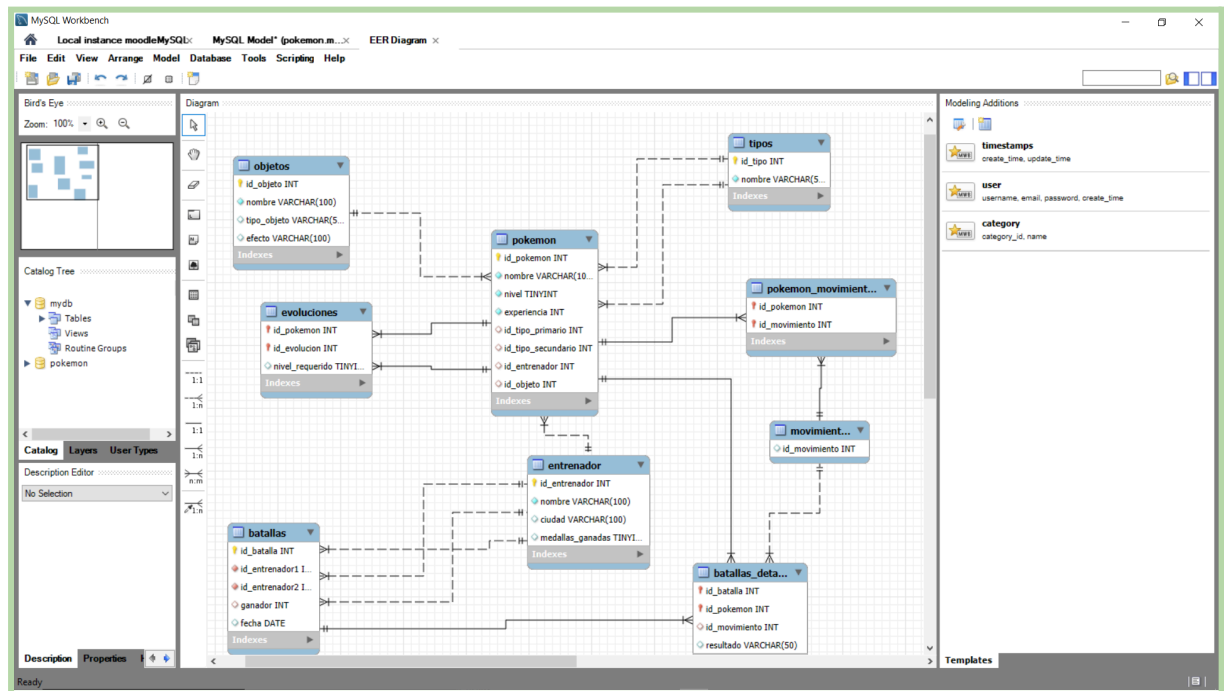 MySQL Workbench
Local instance moodleMySQL× MySQL Model* (pokemon.m...× EER Diagram ×
File Edit View Arrange Model Database Tools Scripting Help
Bird's Eye
Zoom: 100%
Catalog Tree
mydb
Tables
Views
Routine Groups
pokemon
Catalog Layers User Types
Description Editor
No Selection
Description Properties
Diagram
1:1
1:n
1:1
1:n
n:m
1:n
objetos
id_objeto INT
nombre VARCHAR(100)
tipo_objeto VARCHAR(5...
efecto VARCHAR(100)
Indexes
tipos
id_tipo INT
nombre VARCHAR(5...
Indexes
pokemon
id_pokemon INT
nombre VARCHAR(10...
nivel TINYINT
experiencia INT
id_tipo_primario INT
id_tipo_secundario INT
id_entrenador INT
id_objeto INT
Indexes
evoluciones
id_pokemon INT
id_evolucion INT
nivel_requerido TINYI...
Indexes
pokemon_movimient...
id_pokemon INT
id_movimiento INT
Indexes
movimient...
id_movimiento INT
entrenador
id_entrenador INT
nombre VARCHAR(100)
ciudad VARCHAR(100)
medallas_ganadas TINYI...
Indexes
batallas
id_batalla INT
id_entrenador1 I...
id_entrenador2 I...
ganador INT
fecha DATE
Indexes
batallas_deta...
id_batalla INT
id_pokemon INT
id_movimiento INT
resultado VARCHAR(50)
Modeling Additions
timestamps
create_time, update_time
user
username, email, password, create_time
category
category_id, name
Templates
Ready